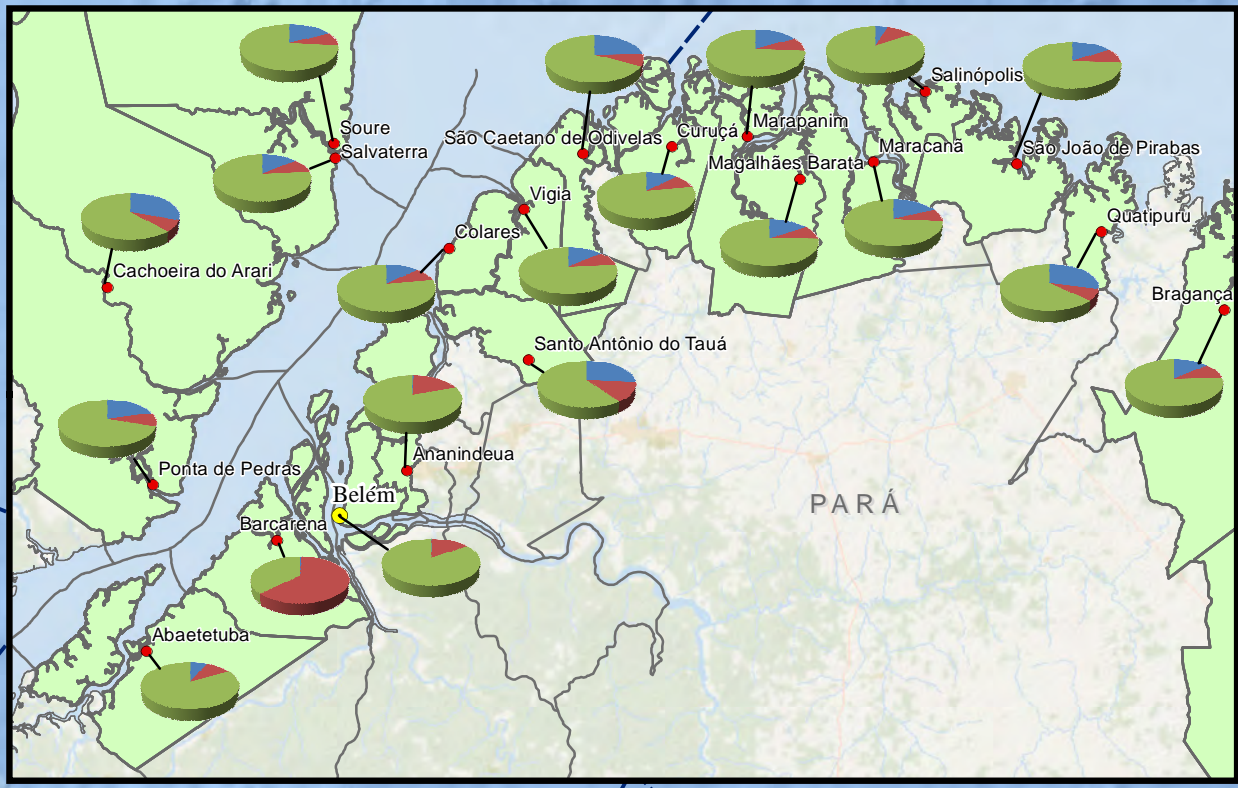 Salinópolis
Soure
São Caetano de Odivelas
Curuçá
Marapanim
Salvaterra
Magalhães Barata
Maracanã
São João de Pirabas
Vigia
Quatipuru
Colares
Cachoeira do Arari
Bragança
Santo Antônio do Tauá
Ananindeua
Ponta de Pedras
Belém
PARÁ
Barcarena
Abaetetuba